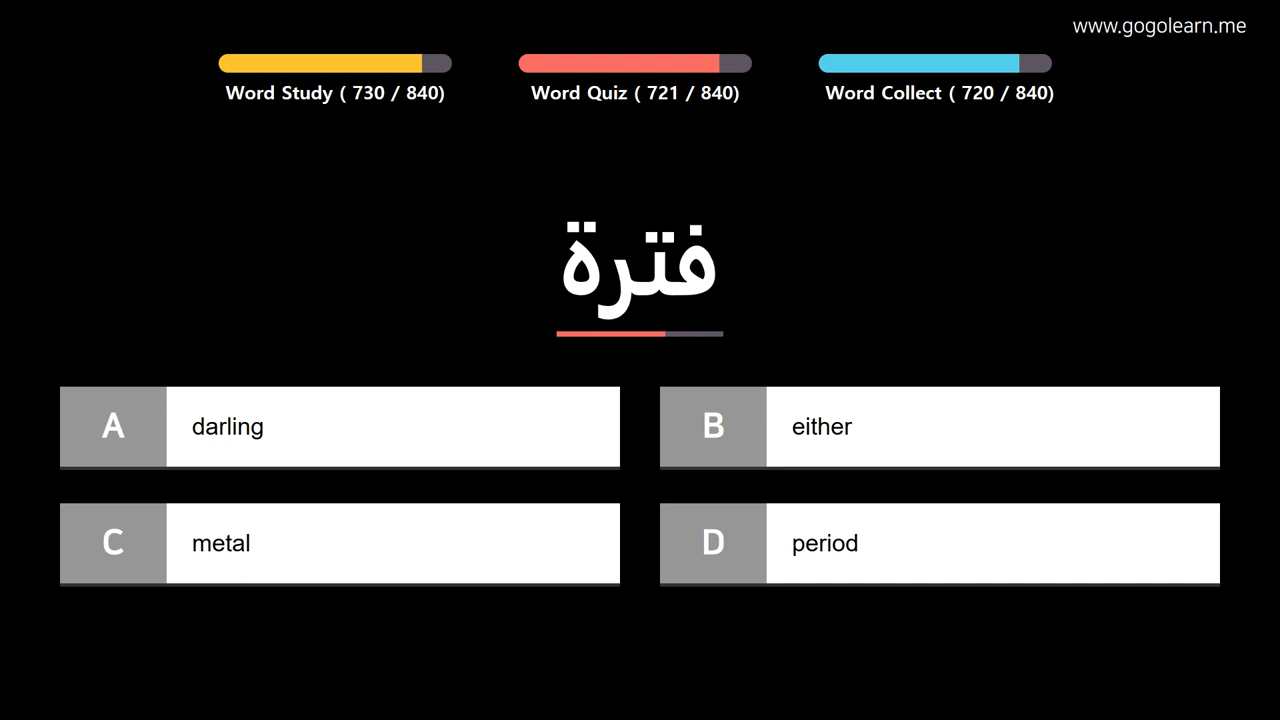 www.gogolearn.me
Word Study ( 730 / 840)
Word Quiz ( 721 / 840)
Word Collect ( 720 / 840)
فترة
A darling
B either
C metal
D period